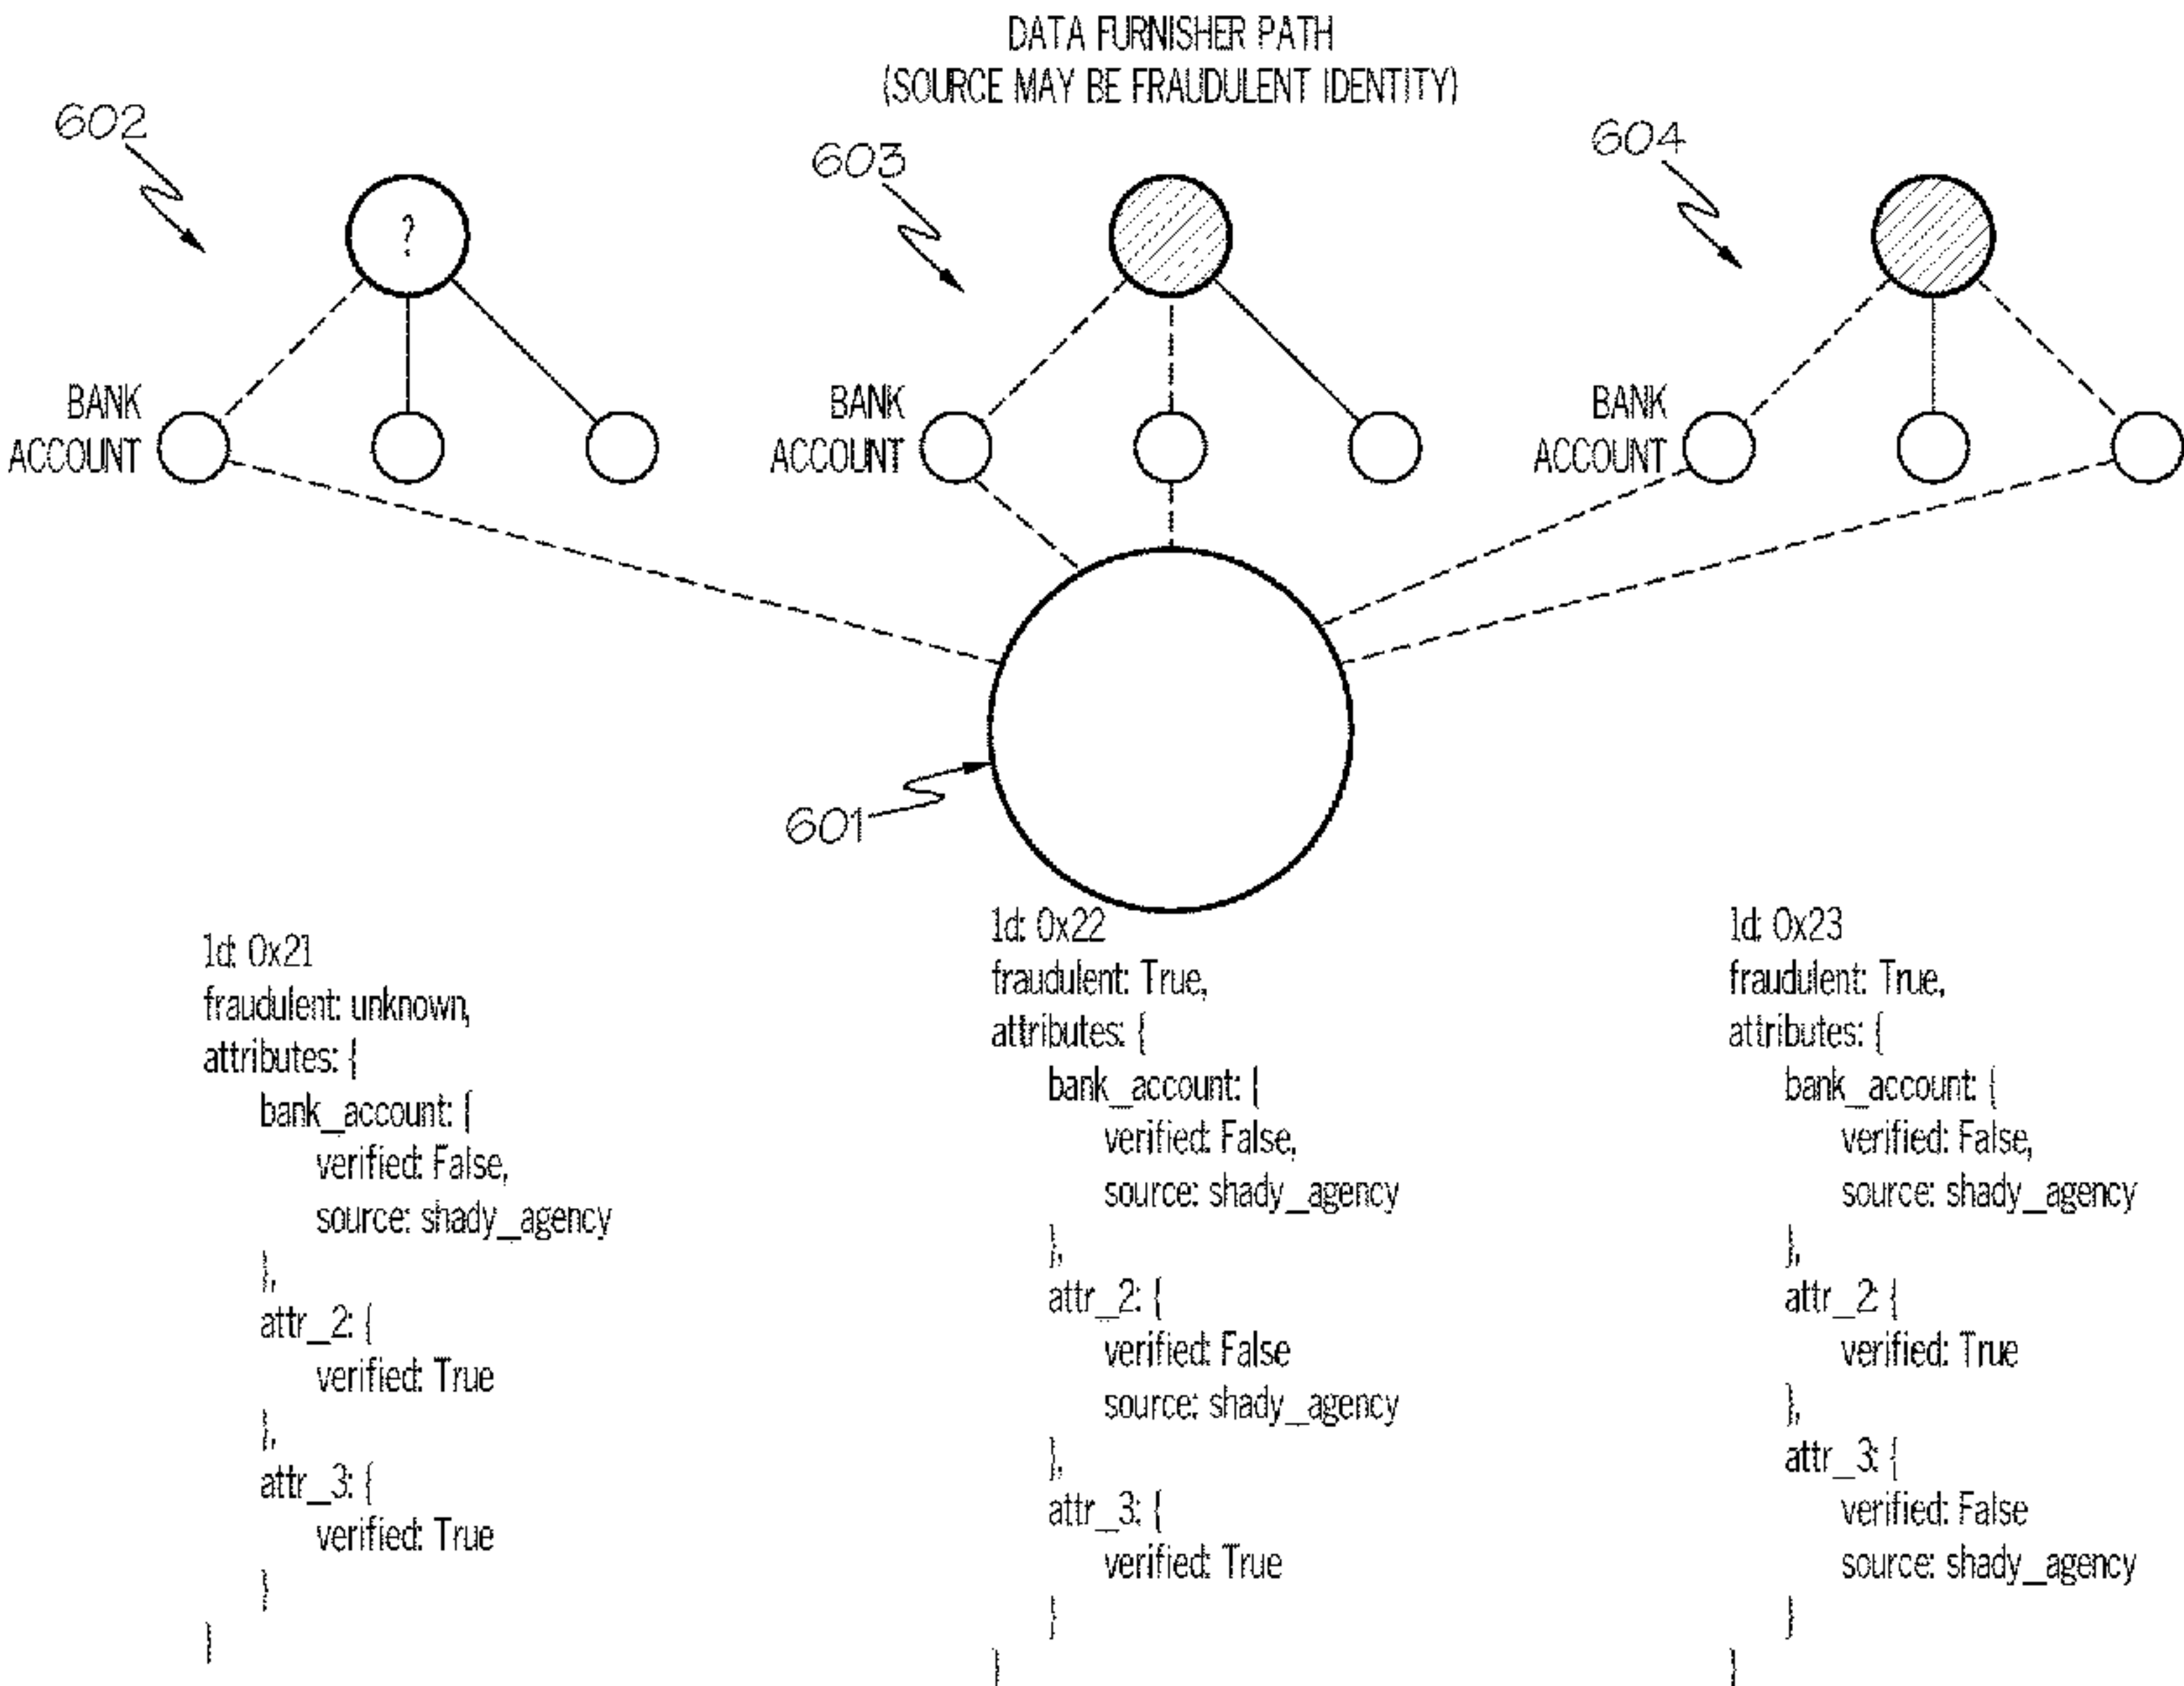 DATA FURNISHER PATH
(SOURCE MAY BE FRAUDULENT IDENTITY)
602
603
604
?
BANK
ACCOUNT
BANK
ACCOUNT
BANK
ACCOUNT
601
1d: 0x21
fraudulent: unknown,
attributes: {
bank_account: {
verified: False,
source: shady_agency
},
attr_2: {
verified: True
},
attr_3: {
verified: True
}
}
1d: 0x22
fraudulent: True,
attributes: {
bank_account: {
verified: False,
source: shady_agency
},
attr_2: {
verified: False
source: shady_agency
},
attr_3: {
verified: True
}
}
1d: 0x23
fraudulent: True,
attributes: {
bank_account: {
verified: False,
source: shady_agency
},
attr_2: {
verified: True
},
attr_3: {
verified: False
source: shady_agency
}
}